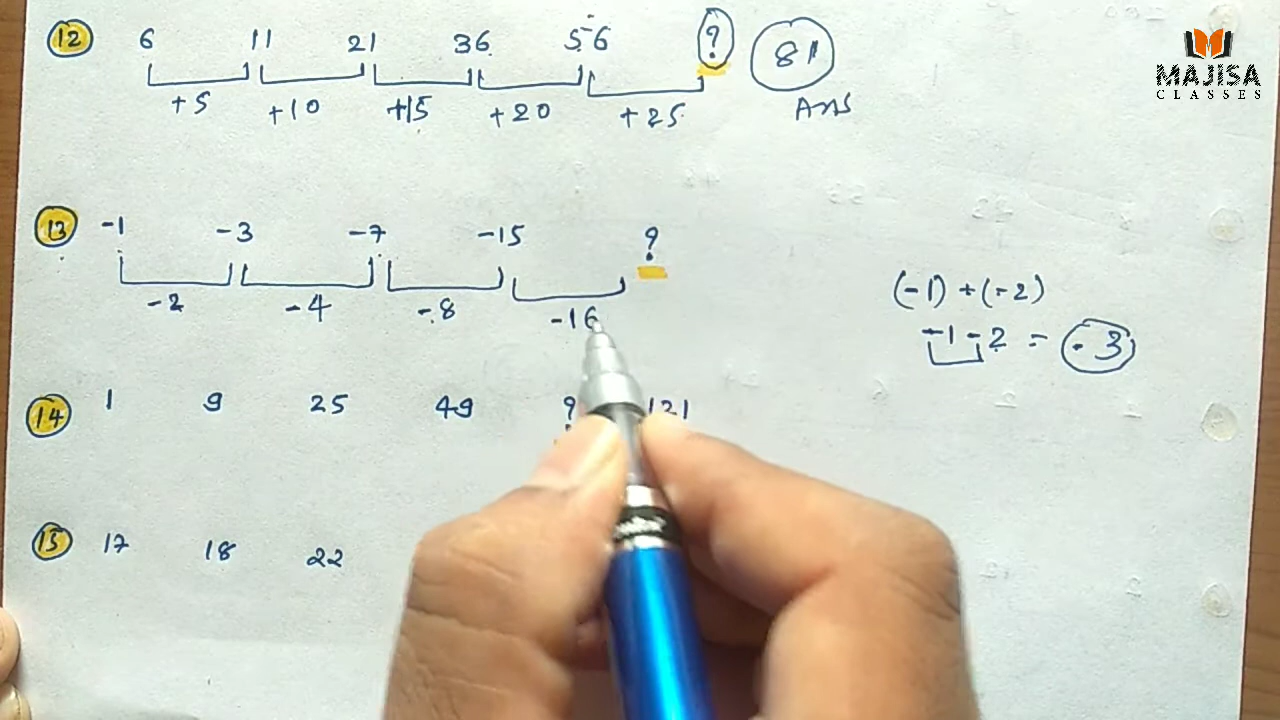 12 6 11 21 36 56 ? 81
+5 +10 +15 +20 +25 Ans
MAJISA
CLASSES
13 -1 -3 -7 -15 ?
-2 -4 -8 -16
(-1) + (-2)
-1 -2 = -3
14 1 9 25 49 ? 121
15 17 18 22